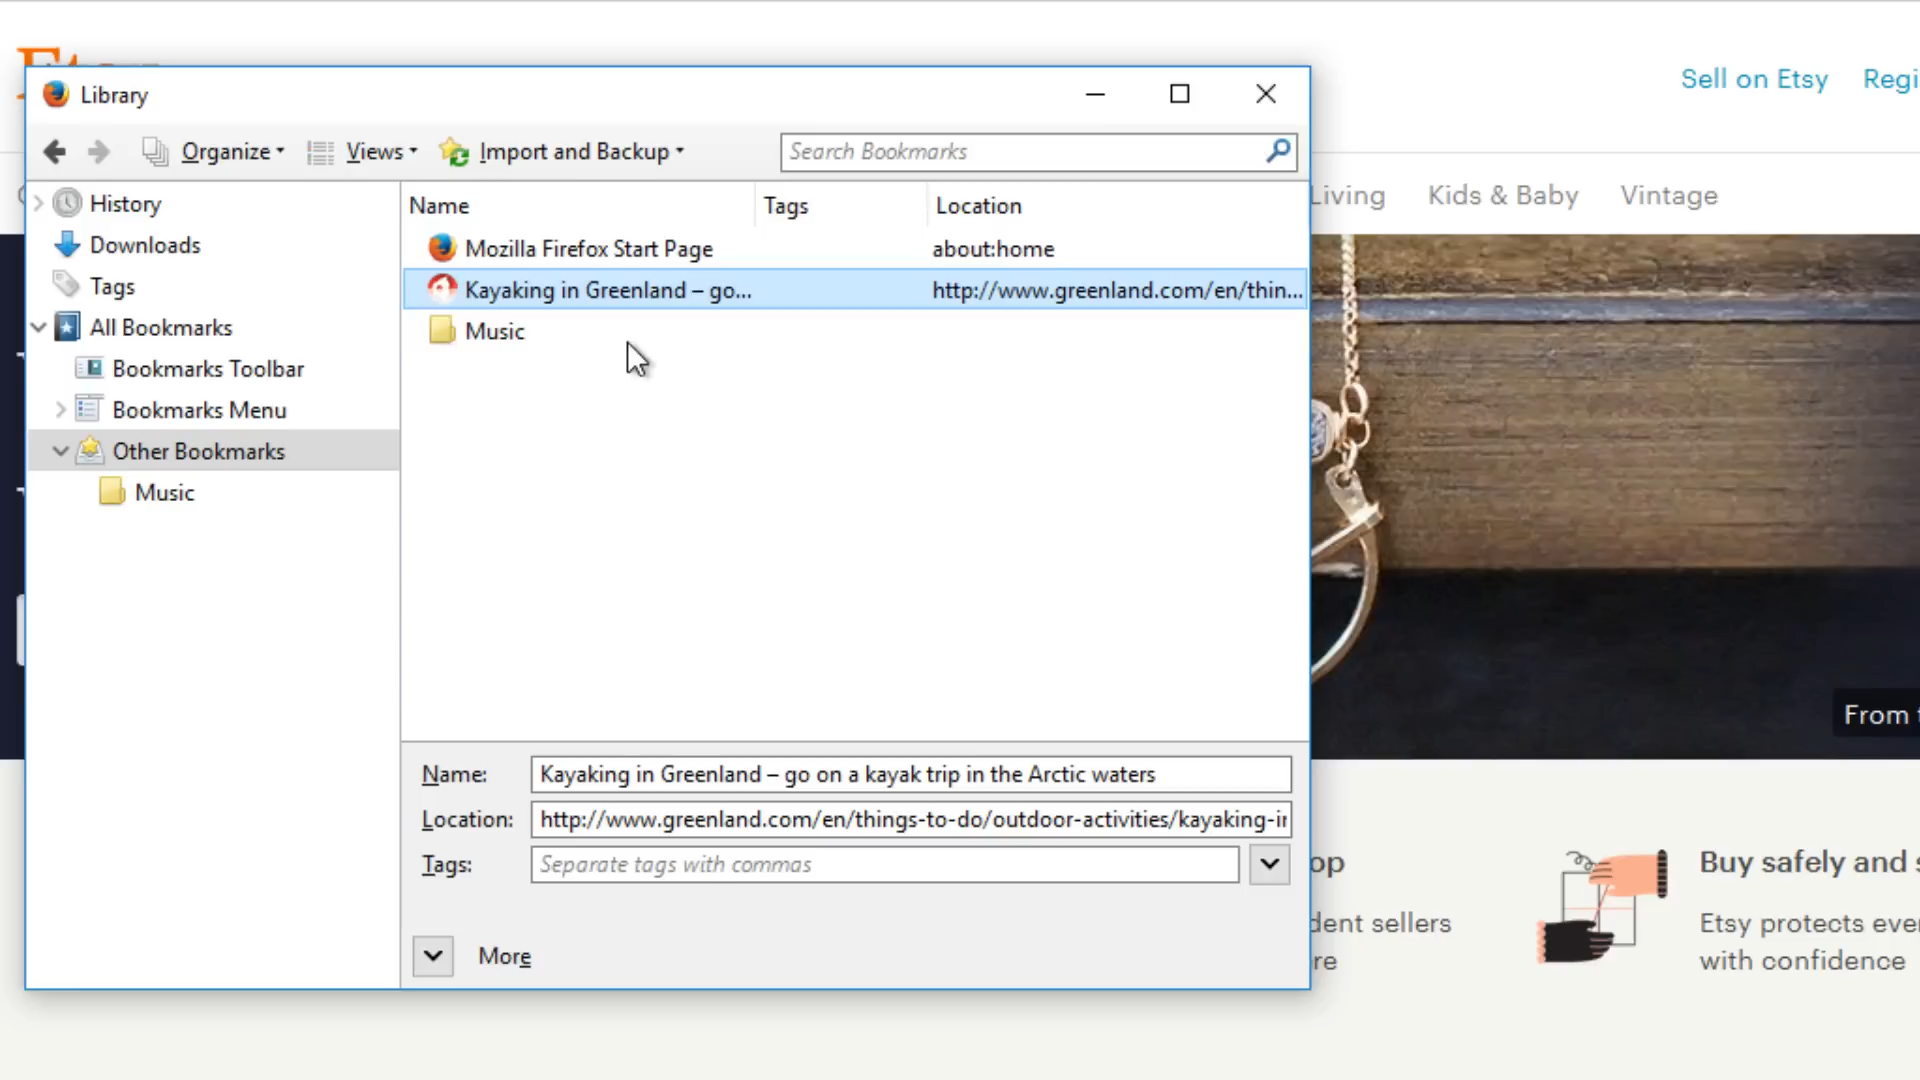 Sell on Etsy Regi
Library
Organize Views Import and Backup Search Bookmarks
Living Kids & Baby Vintage
History
Downloads
Tags
All Bookmarks
Bookmarks Toolbar
Bookmarks Menu
Other Bookmarks
Music
Name Tags Location
Mozilla Firefox Start Page about:home
Kayaking in Greenland – go... http://www.greenland.com/en/thin...
Music
Name: Kayaking in Greenland – go on a kayak trip in the Arctic waters
Location: http://www.greenland.com/en/things-to-do/outdoor-activities/kayaking-i
Tags: Separate tags with commas
More
From
op
dent sellers
re
Buy safely and s
Etsy protects ever
with confidence